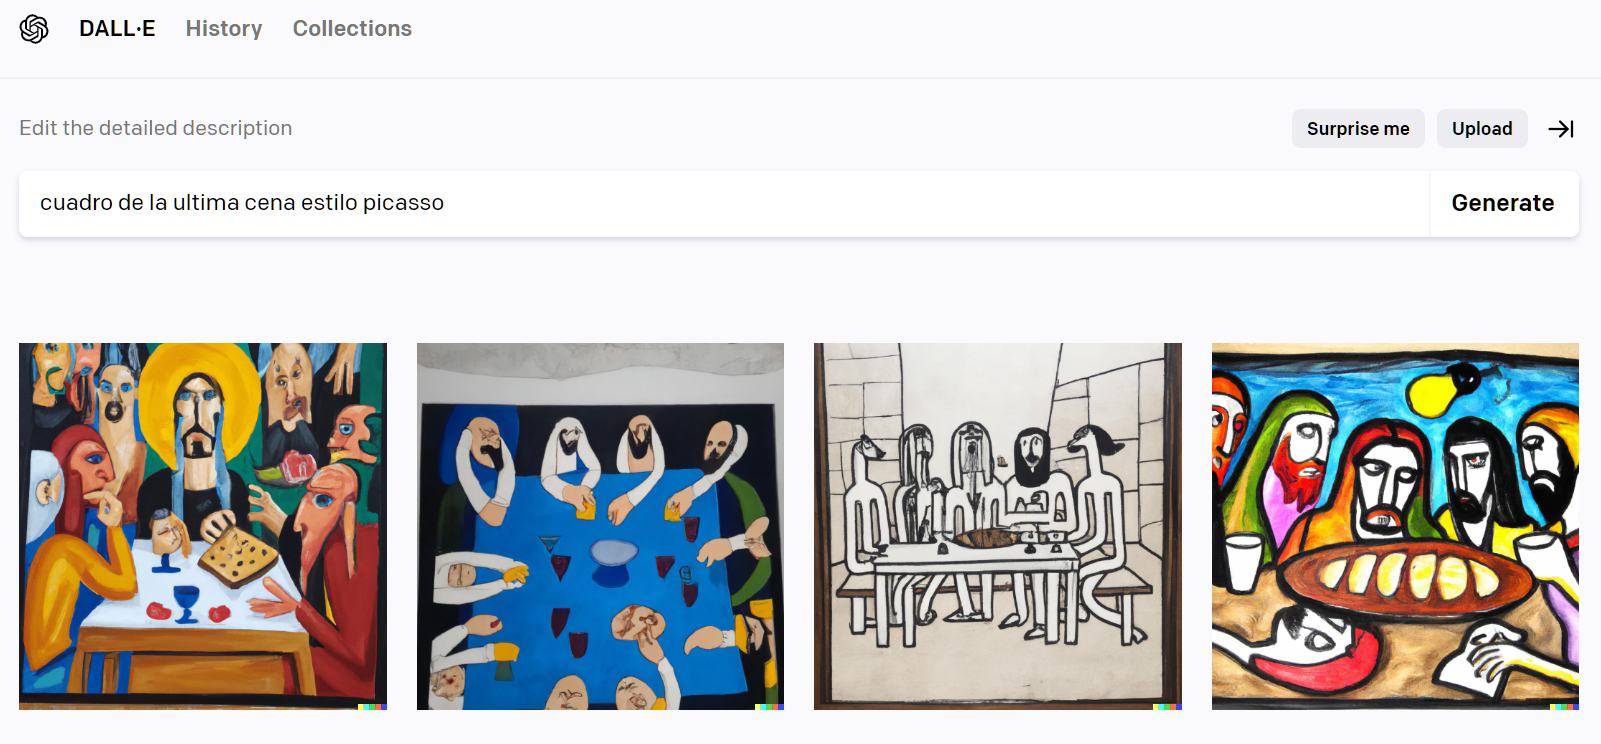 DALL·E History Collections
Edit the detailed description
Surprise me Upload
cuadro de la ultima cena estilo picasso
Generate